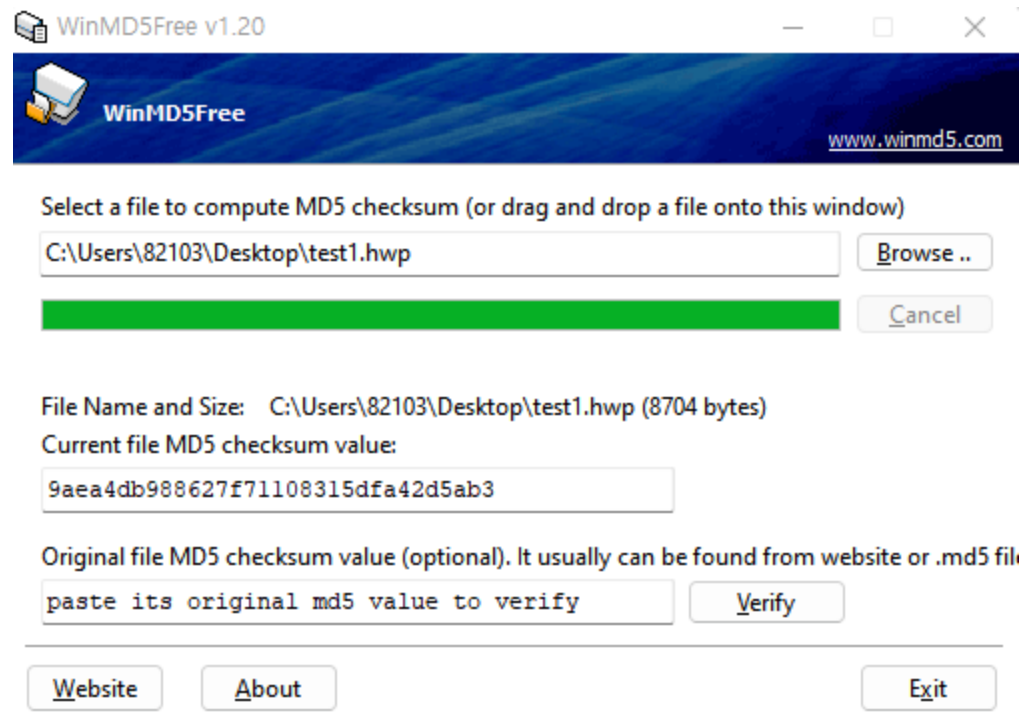 WinMD5Free v1.20
WinMD5Free
www.winmd5.com
Select a file to compute MD5 checksum (or drag and drop a file onto this window)
C:\Users\82103\Desktop\test1.hwp
Browse ..
Cancel
File Name and Size: C:\Users\82103\Desktop\test1.hwp (8704 bytes)
Current file MD5 checksum value:
9aea4db988627f71108315dfa42d5ab3
Original file MD5 checksum value (optional). It usually can be found from website or .md5 file
paste its original md5 value to verify
Verify
Website
About
Exit